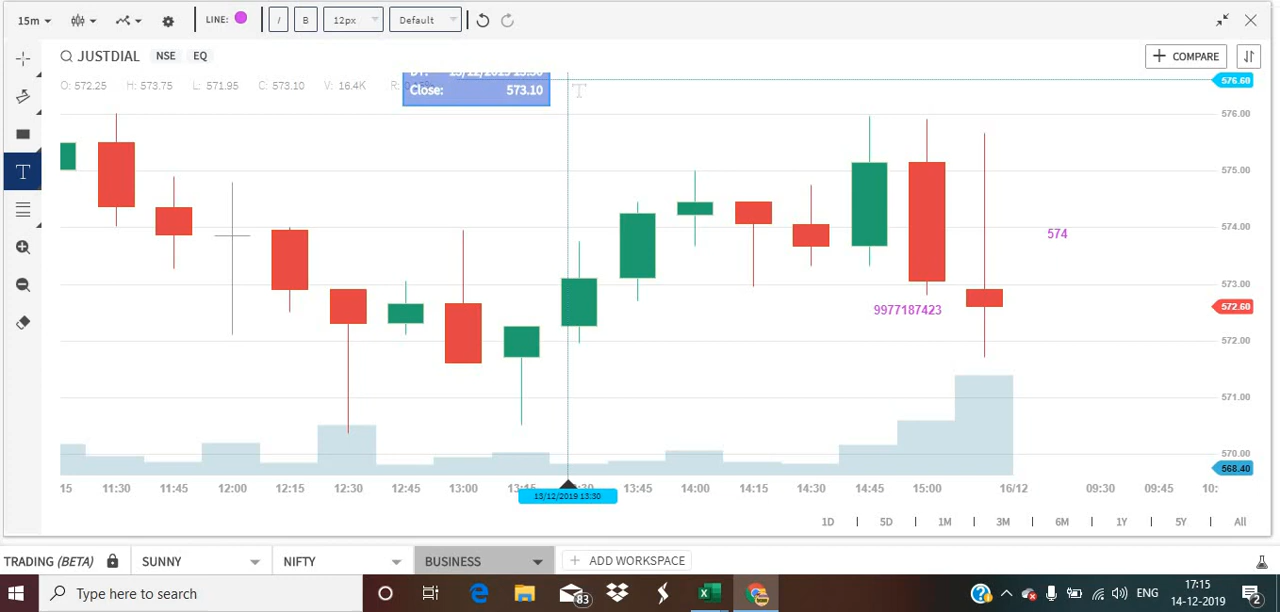 15m LINE: / B 12px Default
JUSTDIAL NSE EQ COMPARE
O: 572.25 H: 573.75 L: 571.95 C: 573.10 V: 16.4K R:
Close: 573.10
T
576.60
576.00
575.00
574.00
573.00
572.60
572.00
571.00
570.00
568.40
574
9977187423
15 11:30 11:45 12:00 12:15 12:30 12:45 13:00 13:15 13:45 14:00 14:15 14:30 14:45 15:00 16/12 09:30 09:45 10:
13/12/2019 13:30
1D 5D 1M 3M 6M 1Y 5Y All
TRADING (BETA) SUNNY NIFTY BUSINESS ADD WORKSPACE
Type here to search 83 ENG 17:15
14-12-2019 2